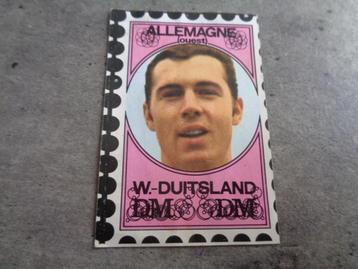 ALLEMAGNE
(ouest)
W.-DUITSLAND
DM DM